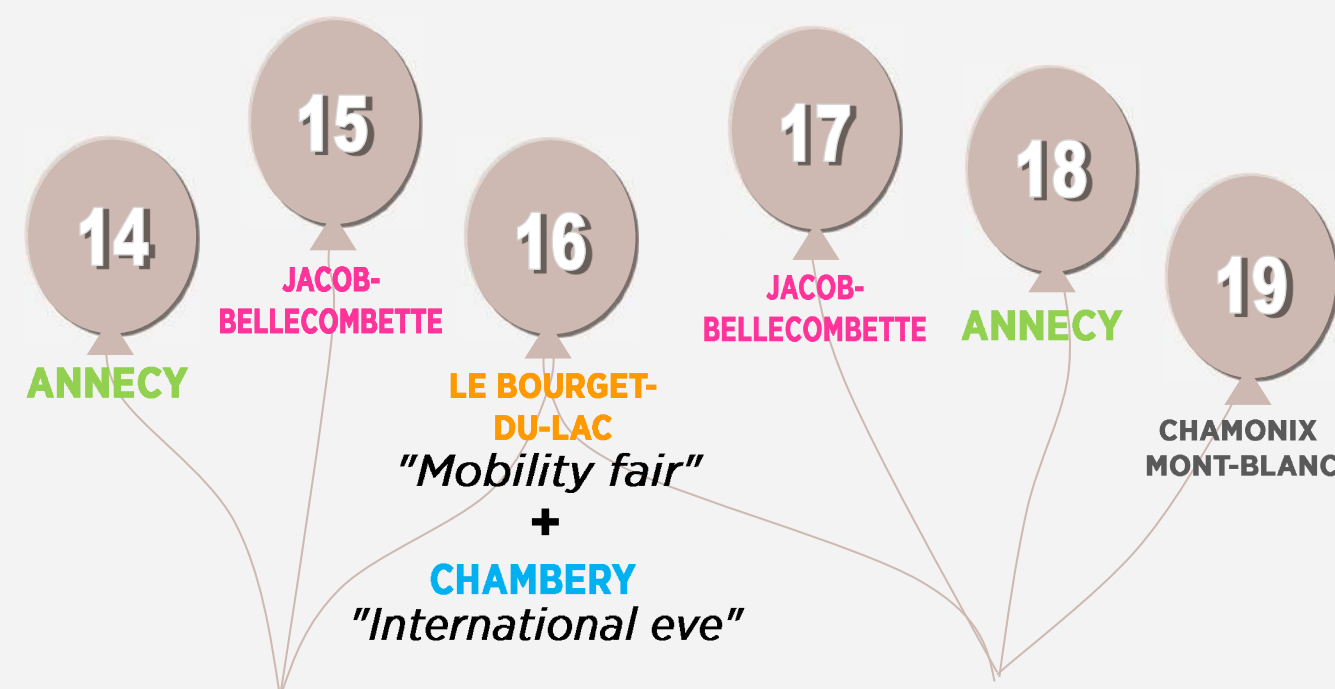 14
ANNECY
15
JACOB-
BELLECOMBETTE
16
LE BOURGET-
DU-LAC
"Mobility fair"
+
CHAMBERY
"International eve"
17
JACOB-
BELLECOMBETTE
18
ANNECY
19
CHAMONIX
MONT-BLANC